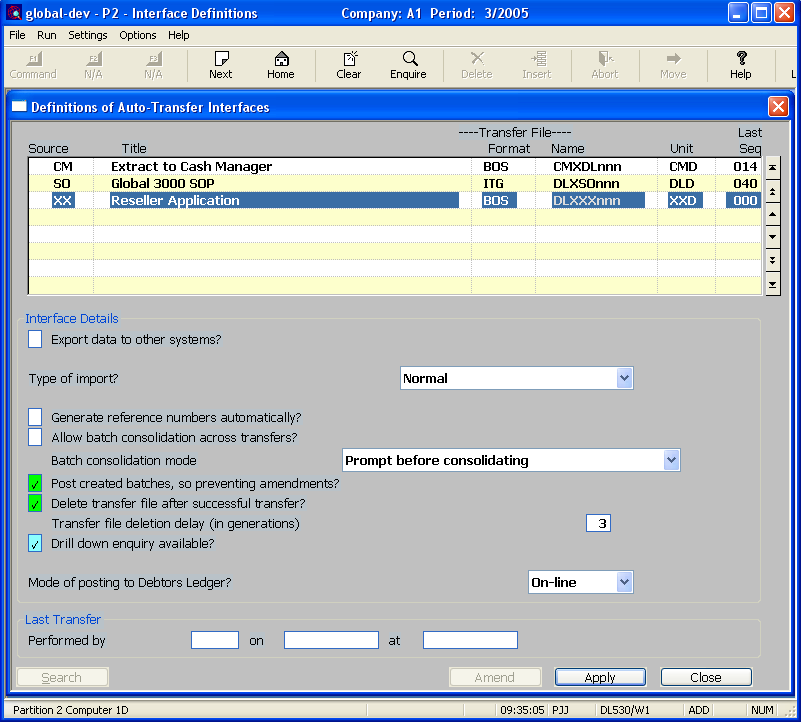 global-dev - P2 - Interface Definitions Company: A1 Period: 3/2005
File Run Settings Options Help
Command N/A N/A Next Home Clear Enquire Delete Insert Abort Move Help L
Definitions of Auto-Transfer Interfaces
----Transfer File---- Last
Source Title Format Name Unit Seq
CM Extract to Cash Manager BOS CMXDLnnn CMD 014
SO Global 3000 SOP ITG DLXSOnnn DLD 040
XX Reseller Application BOS DLXXXnnn XXD 000
Interface Details
Export data to other systems?
Type of import? Normal
Generate reference numbers automatically?
Allow batch consolidation across transfers?
Batch consolidation mode Prompt before consolidating
Post created batches, so preventing amendments?
Delete transfer file after successful transfer?
Transfer file deletion delay (in generations) 3
Drill down enquiry available?
Mode of posting to Debtors Ledger? On-line
Last Transfer
Performed by on at
Search Amend Apply Close
Partition 2 Computer 1D 09:35:05 PJJ DL530/W1 ADD NUM